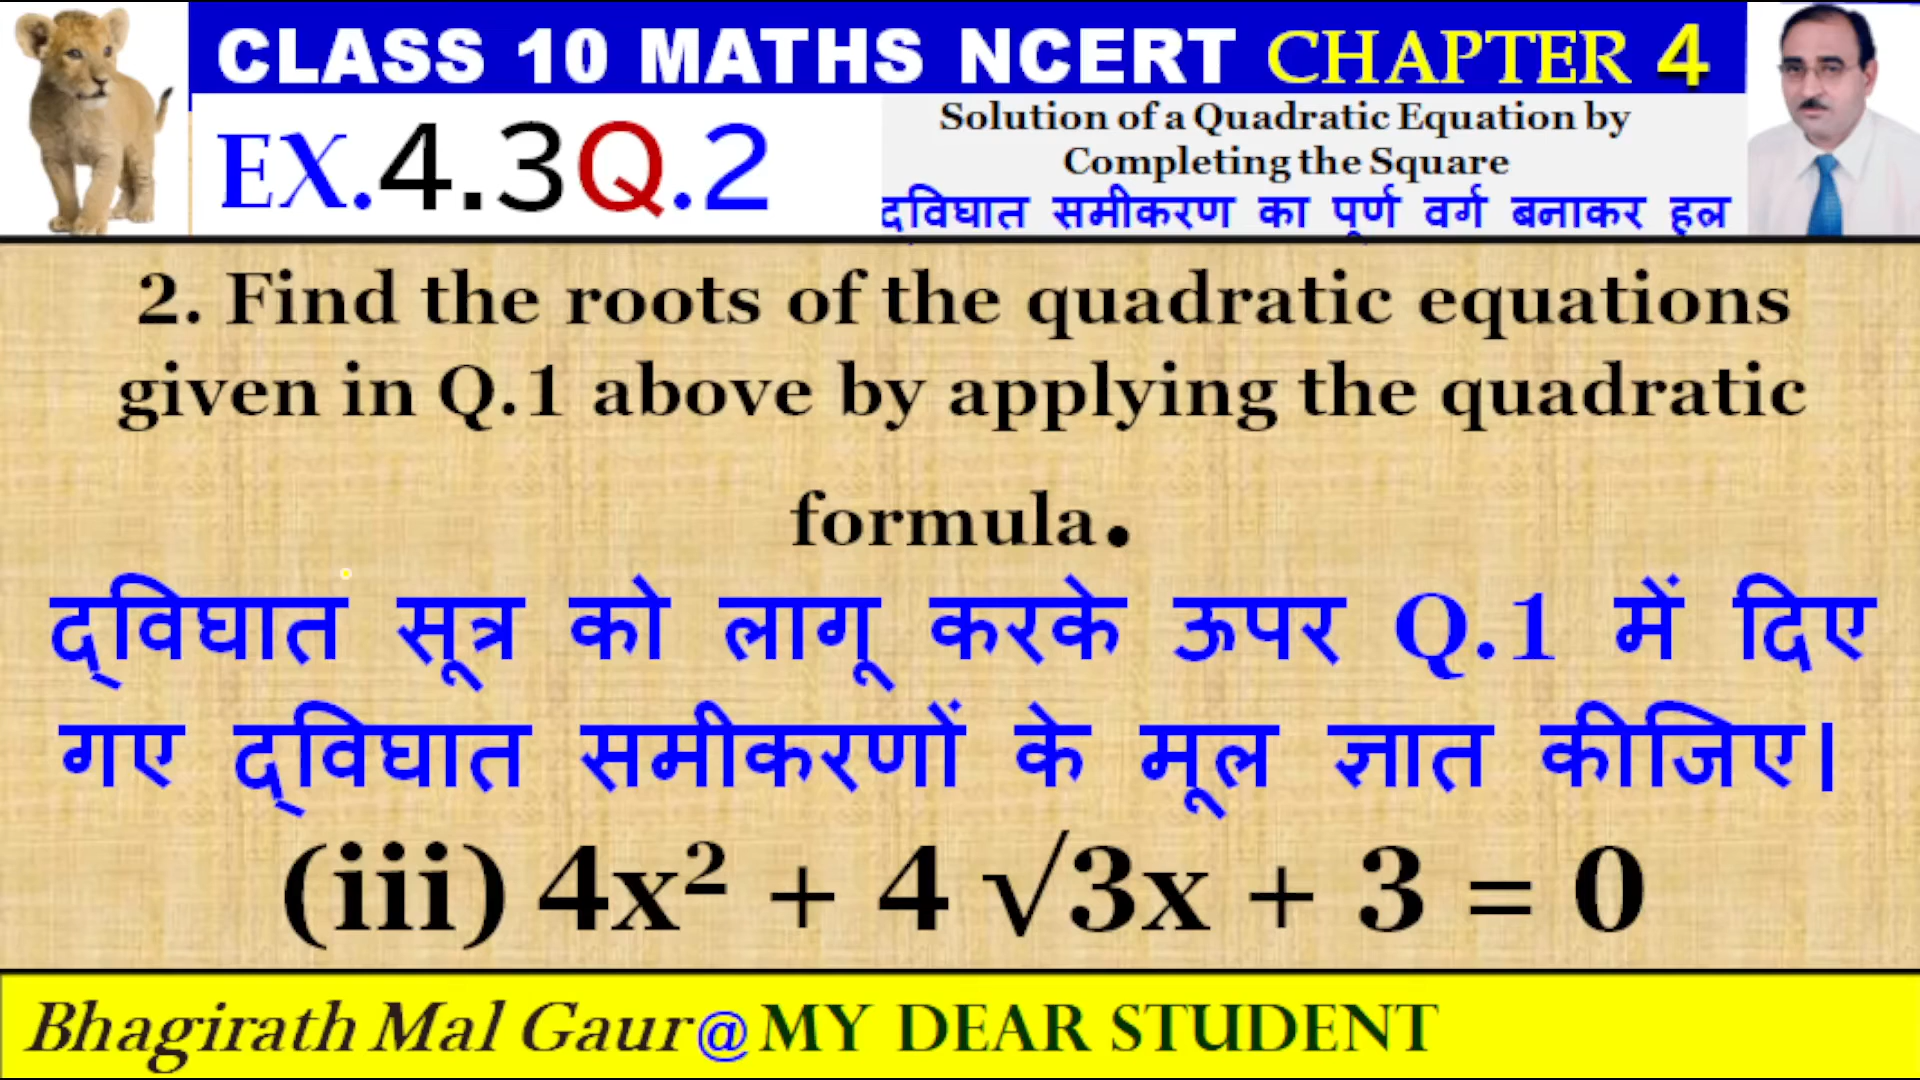 CLASS 10 MATHS NCERT CHAPTER 4
EX.4.3Q.2
Solution of a Quadratic Equation by
Completing the Square
द्विघात समीकरण का पूर्ण वर्ग बनाकर हल
2. Find the roots of the quadratic equations
given in Q.1 above by applying the quadratic
formula.
द्विघात सूत्र को लागू करके ऊपर Q.1 में दिए
गए द्विघात समीकरणों के मूल ज्ञात कीजिए।
(iii) 4x² + 4 √3x + 3 = 0
Bhagirath Mal Gaur@MY DEAR STUDENT